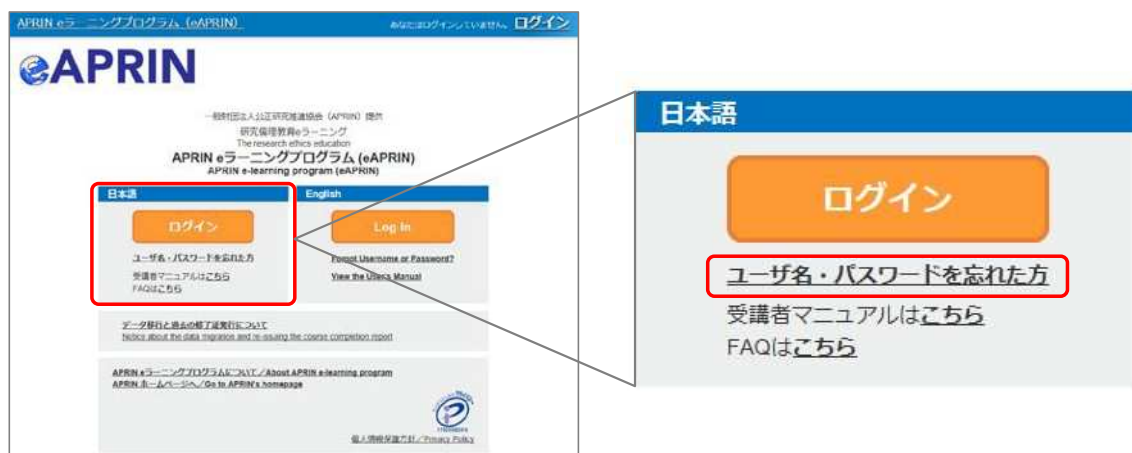 APRIN eラーニングプログラム (eAPRIN)
あなたはログインしていません。 ログイン
eAPRIN
一般財団法人公正研究推進協会（APRIN）提供
研究倫理教育eラーニング
The research ethics education
APRIN eラーニングプログラム (eAPRIN)
APRIN e-learning program (eAPRIN)
日本語
ログイン
ユーザ名・パスワードを忘れた方
受講者マニュアルはこちら
FAQはこちら
English
Log in
Forgot Username or Password?
View the Users Manual
データ移行と過去の修了証発行について
Notice about the data migration and re-issuing the course completion report
APRIN eラーニングプログラムについて／About APRIN e-learning program
APRIN ホームページへ／Go to APRIN's homepage
個人情報保護方針／Privacy Policy
日本語
ログイン
ユーザ名・パスワードを忘れた方
受講者マニュアルはこちら
FAQはこちら